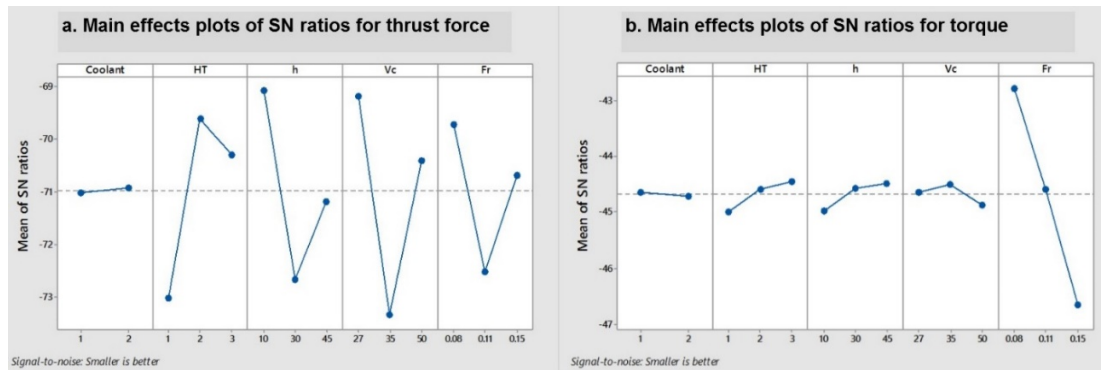 a. Main effects plots of SN ratios for thrust force
Coolant HT h Vc Fr
Mean of SN ratios
-69
-70
-71
-72
-73
1 2 1 2 3 10 30 45 27 35 50 0.08 0.11 0.15
Signal-to-noise: Smaller is better
b. Main effects plots of SN ratios for torque
Coolant HT h Vc Fr
Mean of SN ratios
-43
-44
-45
-46
-47
1 2 1 2 3 10 30 45 27 35 50 0.08 0.11 0.15
Signal-to-noise: Smaller is better